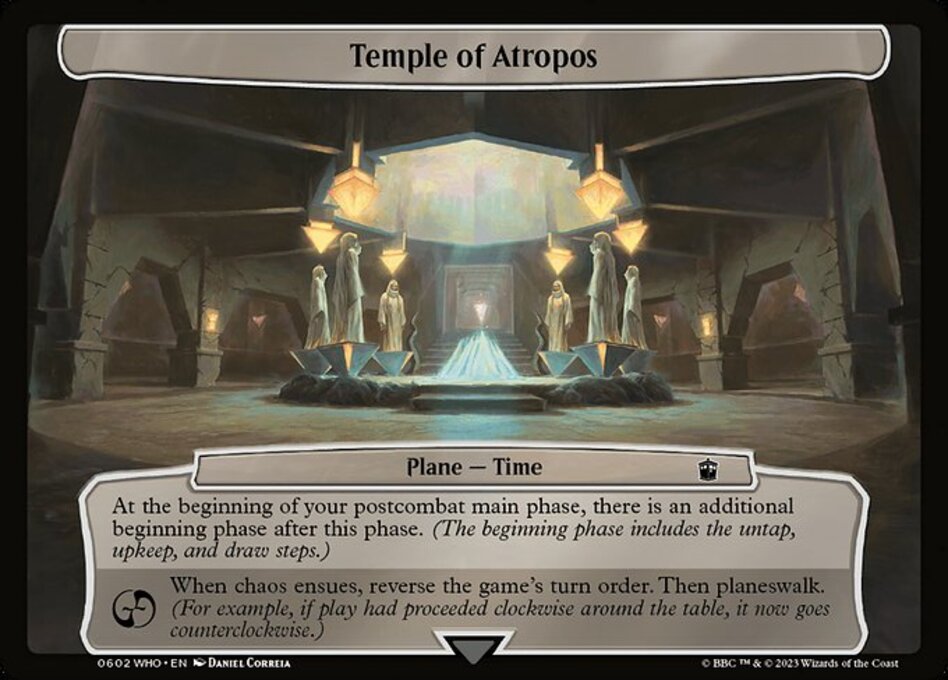 Temple of Atropos
Plane — Time
At the beginning of your postcombat main phase, there is an additional
beginning phase after this phase. (The beginning phase includes the untap,
upkeep, and draw steps.)
When chaos ensues, reverse the game's turn order. Then planeswalk.
(For example, if play had proceeded clockwise around the table, it now goes
counterclockwise.)
0602 WHO • EN Daniel Correia
© BBC ™ & © 2023 Wizards of the Coast